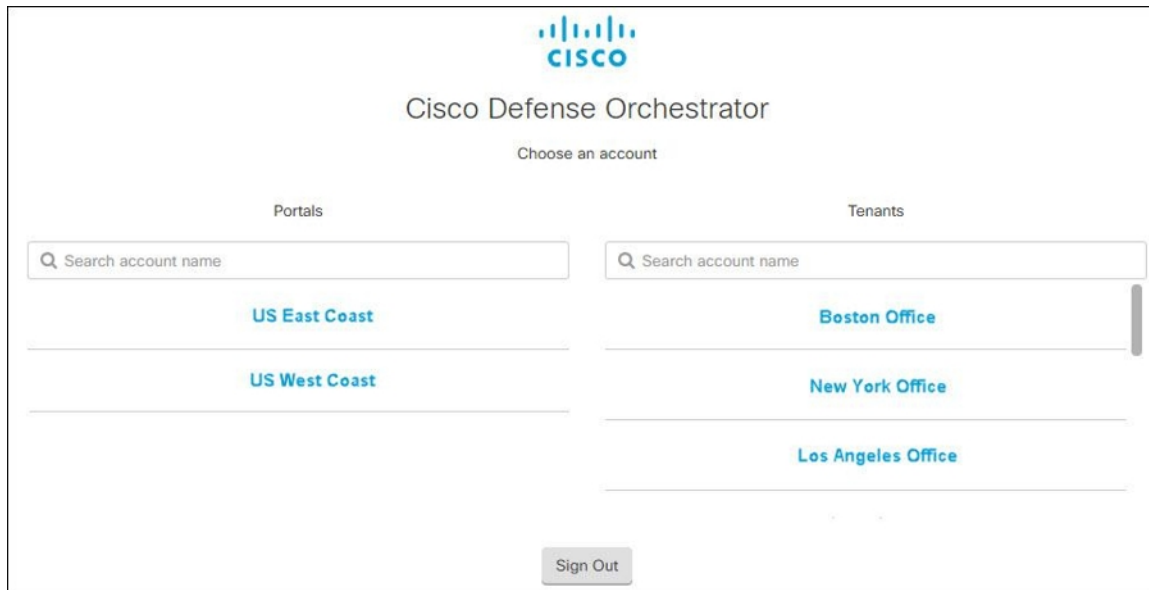 CISCO
Cisco Defense Orchestrator
Choose an account
Portals
Search account name
US East Coast
US West Coast
Tenants
Search account name
Boston Office
New York Office
Los Angeles Office
Sign Out